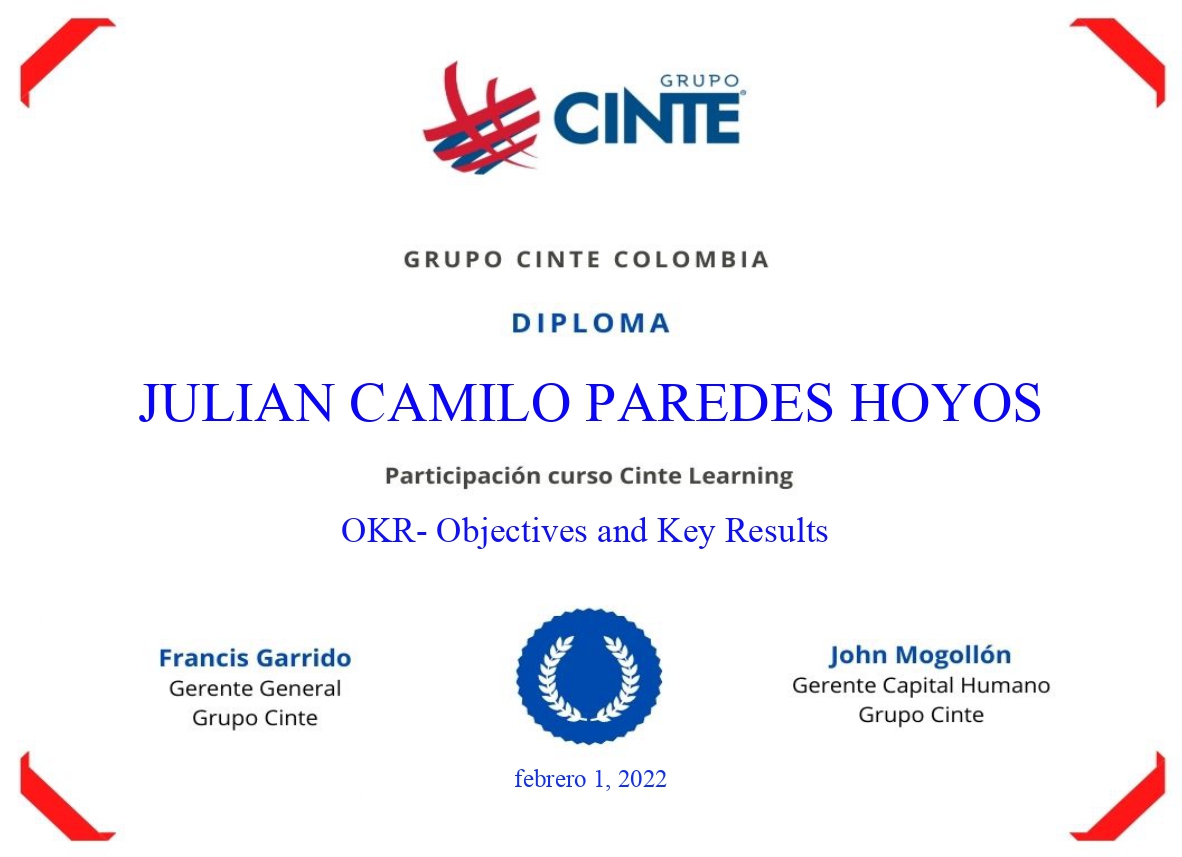 GRUPO
CINTE®
GRUPO CINTE COLOMBIA
DIPLOMA
JULIAN CAMILO PAREDES HOYOS
Participación curso Cinte Learning
OKR- Objectives and Key Results
Francis Garrido
Gerente General
Grupo Cinte
John Mogollón
Gerente Capital Humano
Grupo Cinte
febrero 1, 2022